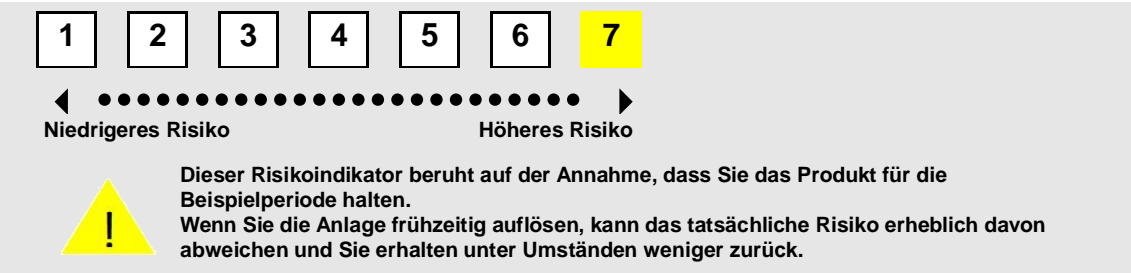 1 2 3 4 5 6 7
Niedrigeres Risiko Höheres Risiko
Dieser Risikoindikator beruht auf der Annahme, dass Sie das Produkt für die
Beispielperiode halten.
Wenn Sie die Anlage frühzeitig auflösen, kann das tatsächliche Risiko erheblich davon
abweichen und Sie erhalten unter Umständen weniger zurück.
!